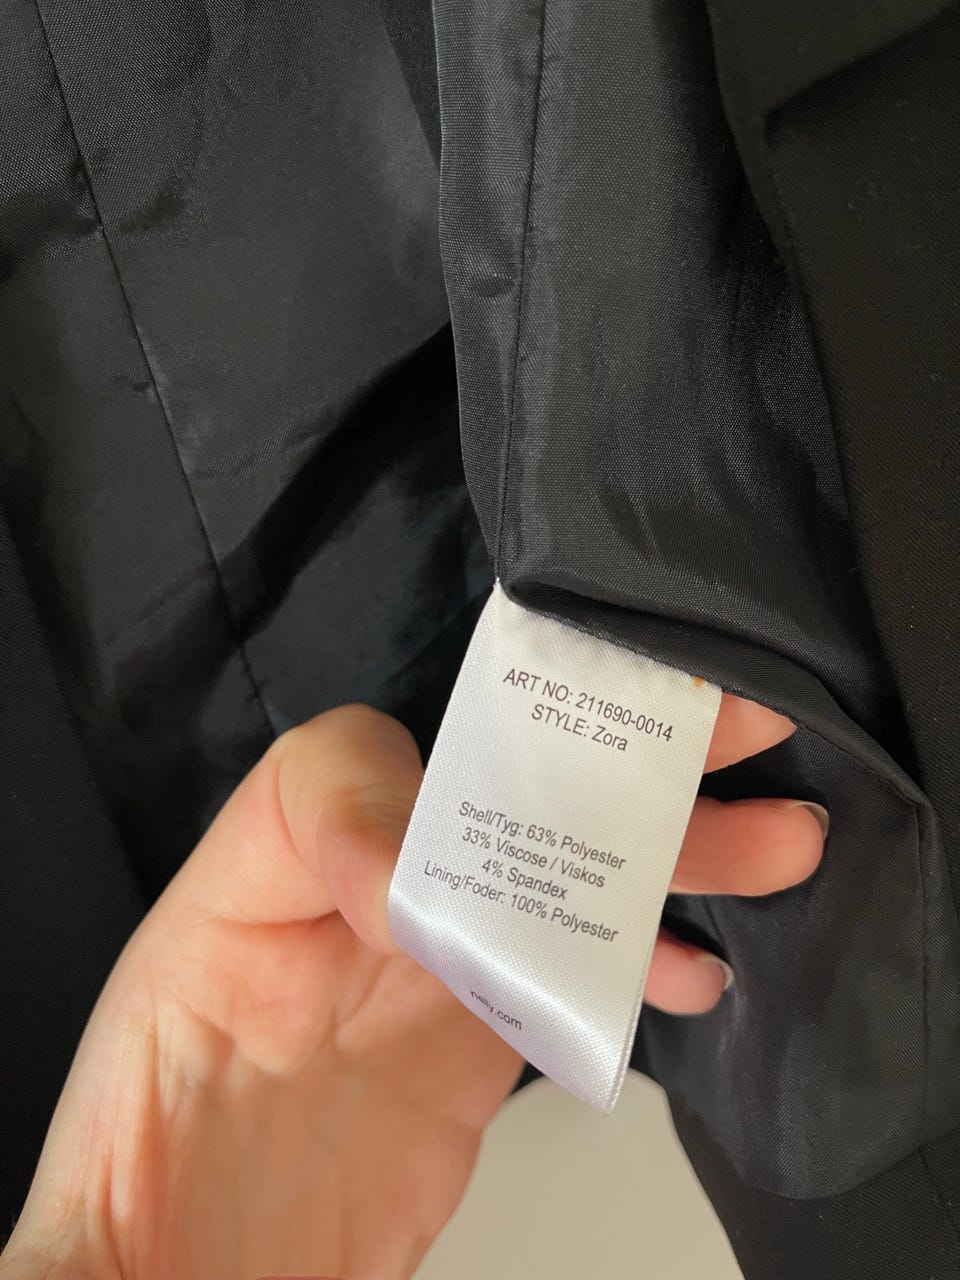 ART NO: 211690-0014
STYLE: Zora
Shell/Tyg: 63% Polyester
33% Viscose / Viskos
4% Spandex
Lining/Foder: 100% Polyester
nelly.com